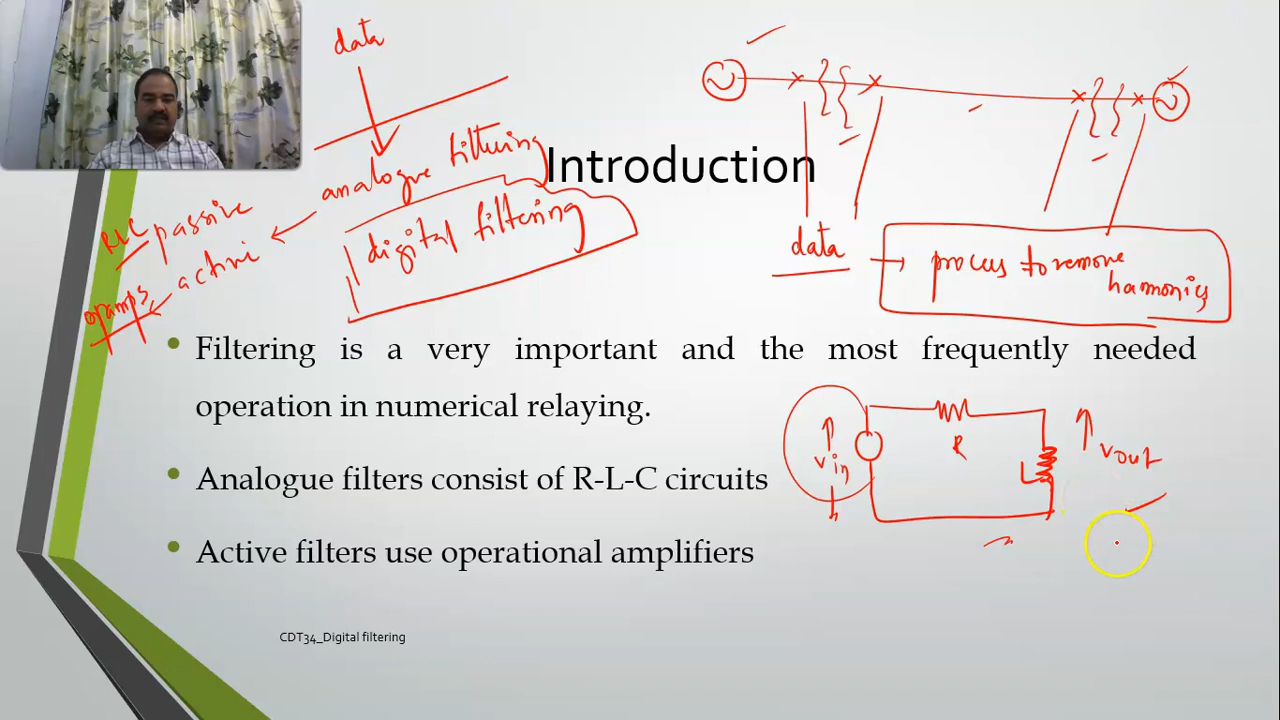 data
analogue filtering
Introduction
RLC passive
digital filtering
active
opamps
data
process to remove
harmonics
• Filtering is a very important and the most frequently needed
operation in numerical relaying.
Vin
R
L
Vout
• Analogue filters consist of R-L-C circuits
• Active filters use operational amplifiers
CDT34_Digital filtering